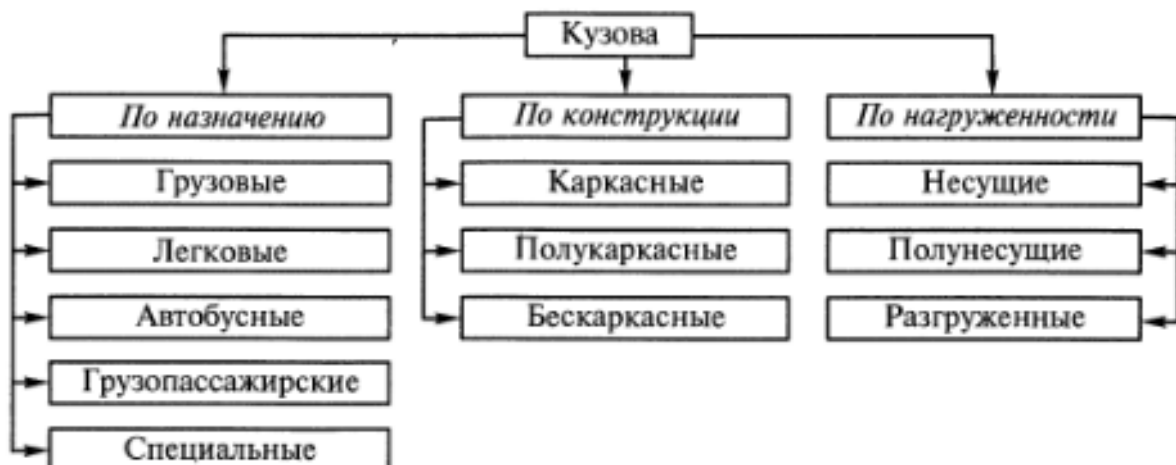 Кузова
По назначению
Грузовые
Легковые
Автобусные
Грузопассажирские
Специальные
По конструкции
Каркасные
Полукаркасные
Бескаркасные
По нагруженности
Несущие
Полунесущие
Разгруженные